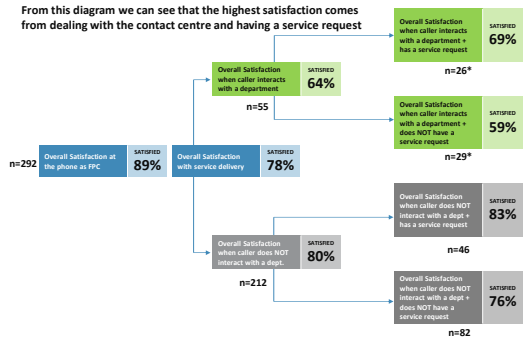 From this diagram we can see that the highest satisfaction comes
from dealing with the contact centre and having a service request
n=292
Overall Satisfaction at
the phone as FPC
SATISFIED
89%
Overall Satisfaction
with service delivery
SATISFIED
78%
Overall Satisfaction
when caller interacts
with a department
SATISFIED
64%
n=55
Overall Satisfaction
when caller interacts
with a department +
has a service request
SATISFIED
69%
n=26*
Overall Satisfaction
when caller interacts
with a department +
does NOT have a
service request
SATISFIED
59%
n=29*
Overall Satisfaction
when caller does NOT
interact with a dept.
SATISFIED
80%
n=212
Overall Satisfaction
when caller does NOT
interact with a dept +
has a service request
SATISFIED
83%
n=46
Overall Satisfaction
when caller does NOT
interact with a dept +
does NOT have a
service request
SATISFIED
76%
n=82